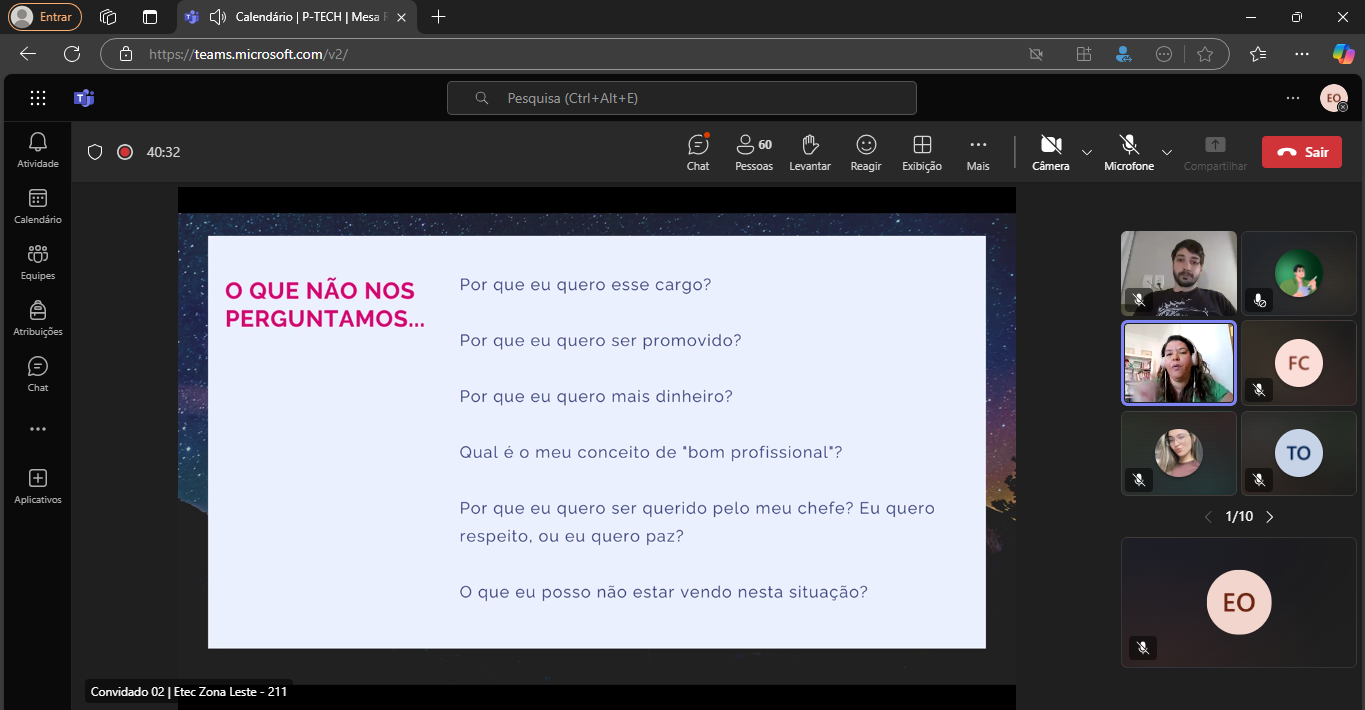 Entrar
Calendário | P-TECH | Mesa
https://teams.microsoft.com/v2/
Pesquisa (Ctrl+Alt+E)
EO
Atividade
Calendário
Equipes
Atribuições
Chat
Aplicativos
40:32
Chat
60
Pessoas
Levantar
Reagir
Exibição
Mais
Câmera
Microfone
Compartilhar
Sair
O QUE NÃO NOS
PERGUNTAMOS...
Por que eu quero esse cargo?
Por que eu quero ser promovido?
Por que eu quero mais dinheiro?
Qual é o meu conceito de "bom profissional"?
Por que eu quero ser querido pelo meu chefe? Eu quero
respeito, ou eu quero paz?
O que eu posso não estar vendo nesta situação?
FC
TO
1/10
EO
Convidado 02 | Etec Zona Leste - 211